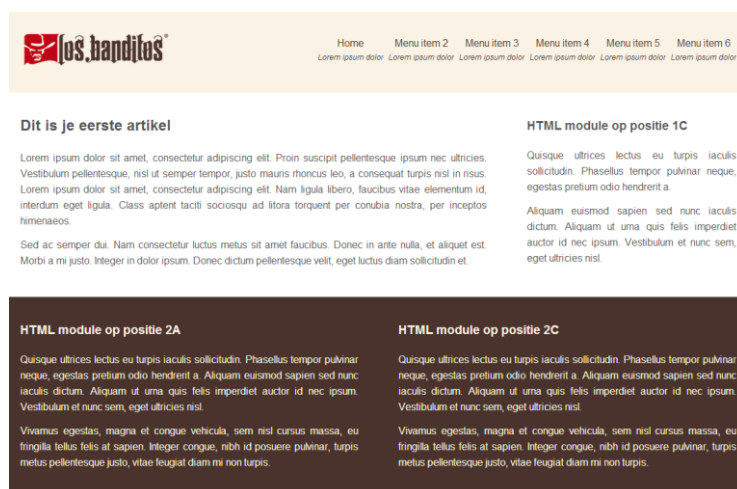 los.banditos®
Home Menu item 2 Menu item 3 Menu item 4 Menu item 5 Menu item 6
Lorem ipsum dolor Lorem ipsum dolor Lorem ipsum dolor Lorem ipsum dolor Lorem ipsum dolor Lorem ipsum dolor
Dit is je eerste artikel
Lorem ipsum dolor sit amet, consectetur adipiscing elit. Proin suscipit pellentesque ipsum nec ultricies.
Vestibulum pellentesque, nisl ut semper tempor, justo mauris rhoncus leo, a consequat turpis nisl in risus.
Lorem ipsum dolor sit amet, consectetur adipiscing elit. Nam ligula libero, faucibus vitae elementum id,
interdum eget ligula. Class aptent taciti sociosqu ad litora torquent per conubia nostra, per inceptos
himenaeos.
Sed ac semper dui. Nam consectetur luctus metus sit amet faucibus. Donec in ante nulla, et aliquet est.
Morbi a mi justo. Integer in dolor ipsum. Donec dictum pellentesque velit, eget luctus diam sollicitudin et.
HTML module op positie 1C
Quisque ultrices lectus eu turpis iaculis
sollicitudin. Phasellus tempor pulvinar neque,
egestas pretium odio hendrerit a.
Aliquam euismod sapien sed nunc iaculis
dictum. Aliquam ut urna quis felis imperdiet
auctor id nec ipsum. Vestibulum et nunc sem,
eget ultricies nisl.
HTML module op positie 2A
Quisque ultrices lectus eu turpis iaculis sollicitudin. Phasellus tempor pulvinar
neque, egestas pretium odio hendrerit a. Aliquam euismod sapien sed nunc
iaculis dictum. Aliquam ut urna quis felis imperdiet auctor id nec ipsum.
Vestibulum et nunc sem, eget ultricies nisl.
Vivamus egestas, magna et congue vehicula, sem nisl cursus massa, eu
fringilla tellus felis at sapien. Integer congue, nibh id posuere pulvinar, turpis
metus pellentesque justo, vitae feugiat diam mi non turpis.
HTML module op positie 2C
Quisque ultrices lectus eu turpis iaculis sollicitudin. Phasellus tempor pulvinar
neque, egestas pretium odio hendrerit a. Aliquam euismod sapien sed nunc
iaculis dictum. Aliquam ut urna quis felis imperdiet auctor id nec ipsum.
Vestibulum et nunc sem, eget ultricies nisl.
Vivamus egestas, magna et congue vehicula, sem nisl cursus massa, eu
fringilla tellus felis at sapien. Integer congue, nibh id posuere pulvinar, turpis
metus pellentesque justo, vitae feugiat diam mi non turpis.